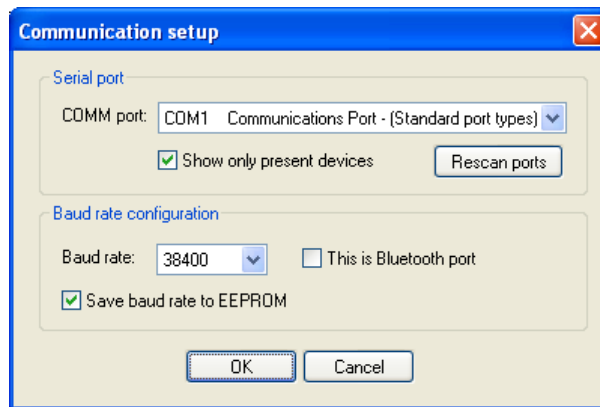 Communication setup
Serial port
COMM port: COM1 Communications Port - (Standard port types)
Show only present devices Rescan ports
Baud rate configuration
Baud rate: 38400 This is Bluetooth port
Save baud rate to EEPROM
OK Cancel